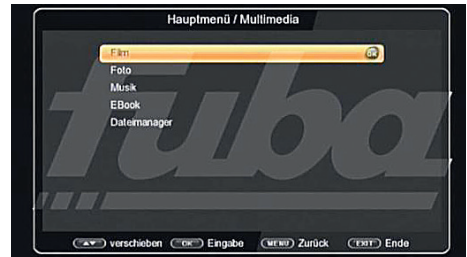 Hauptmenü / Multimedia
Film OK
Foto
Musik
EBook
Dateimanager
fuba
▲▼ verschieben OK Eingabe MENU Zurück EXIT Ende